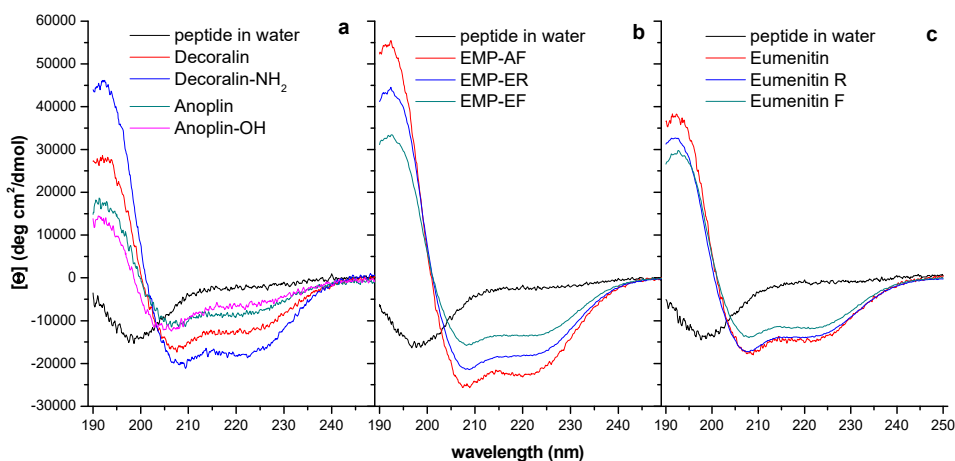 60000
50000
40000
30000
20000
10000
0
-10000
-20000
-30000
[Θ] (deg cm²/dmol)
a
peptide in water
Decoralin
Decoralin-NH₂
Anoplin
Anoplin-OH
b
peptide in water
EMP-AF
EMP-ER
EMP-EF
c
peptide in water
Eumenitin
Eumenitin R
Eumenitin F
190 200 210 220 230 240 190 200 210 220 230 240 190 200 210 220 230 240 250
wavelength (nm)